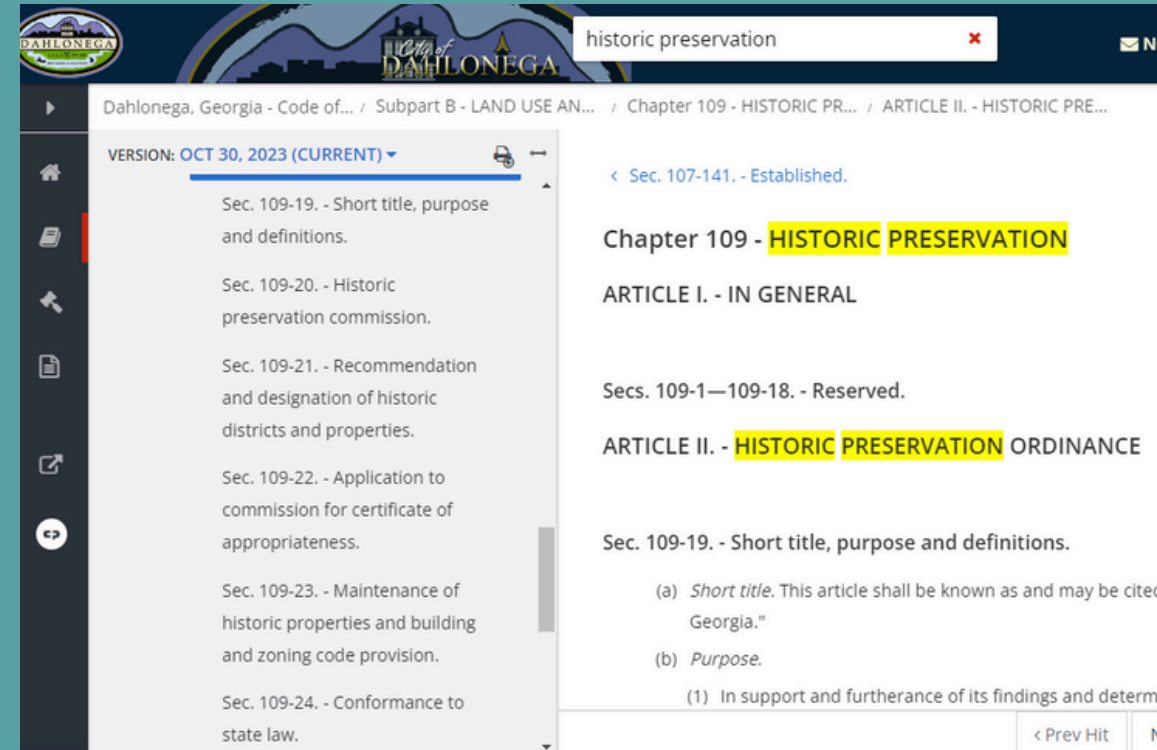 DAHLONEGA
City of
DAHLONEGA
historic preservation
Dahlonega, Georgia - Code of... / Subpart B - LAND USE AN... / Chapter 109 - HISTORIC PR... / ARTICLE II. - HISTORIC PRE...
VERSION: OCT 30, 2023 (CURRENT)
Sec. 109-19. - Short title, purpose
and definitions.
Sec. 109-20. - Historic
preservation commission.
Sec. 109-21. - Recommendation
and designation of historic
districts and properties.
Sec. 109-22. - Application to
commission for certificate of
appropriateness.
Sec. 109-23. - Maintenance of
historic properties and building
and zoning code provision.
Sec. 109-24. - Conformance to
state law.
< Sec. 107-141. - Established.
Chapter 109 - HISTORIC PRESERVATION
ARTICLE I. - IN GENERAL
Secs. 109-1—109-18. - Reserved.
ARTICLE II. - HISTORIC PRESERVATION ORDINANCE
Sec. 109-19. - Short title, purpose and definitions.
(a) Short title. This article shall be known as and may be cited
Georgia."
(b) Purpose.
(1) In support and furtherance of its findings and determ
< Prev Hit